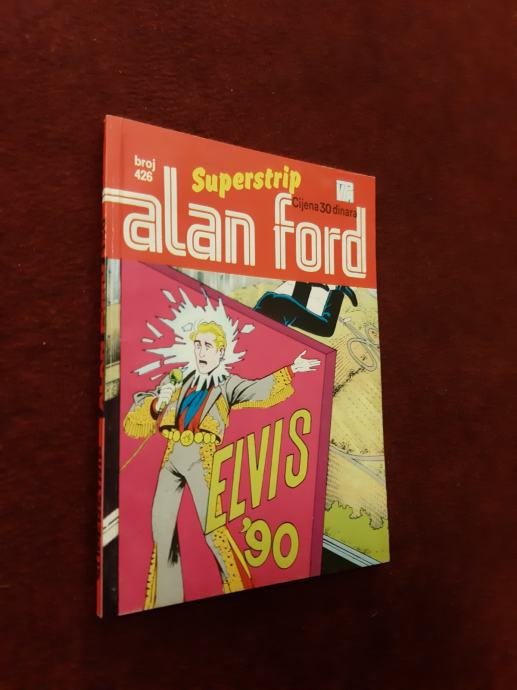 broj
426
Superstrip
Cijena 30 dinara
alan ford
ELVIS
'90